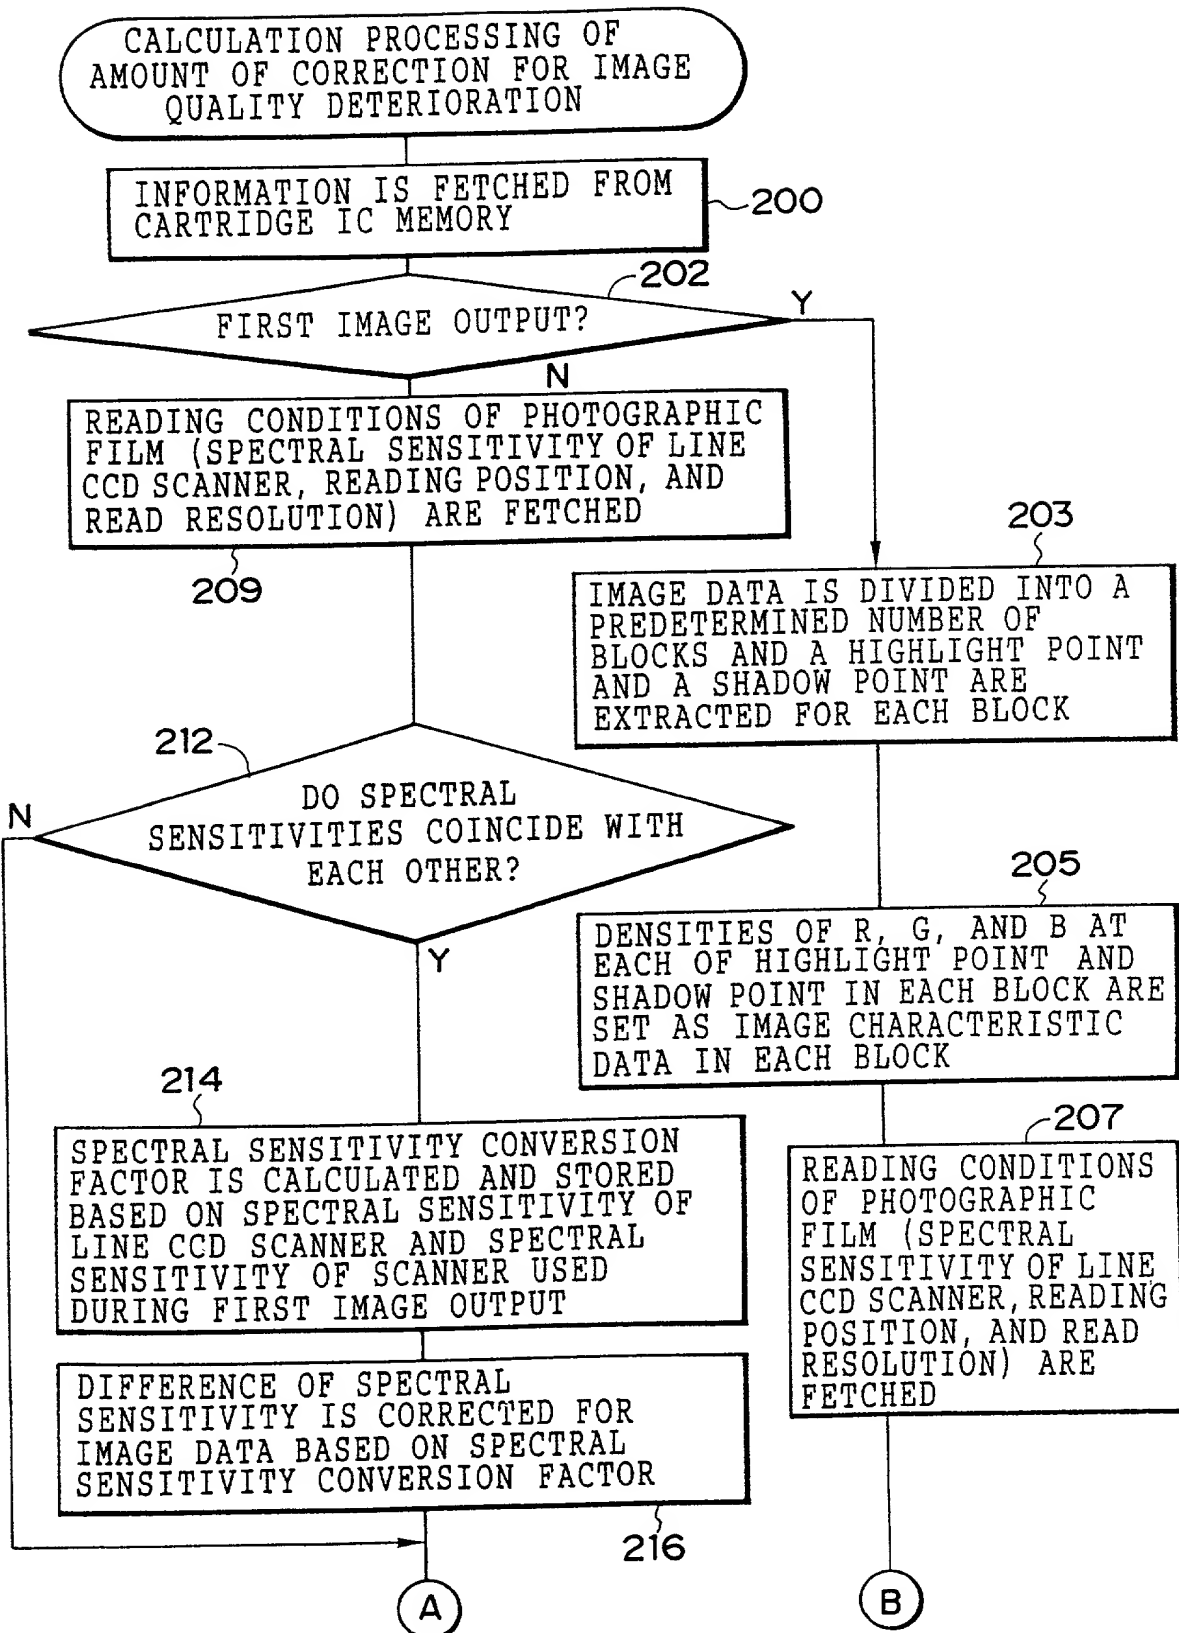 CALCULATION PROCESSING OF
AMOUNT OF CORRECTION FOR IMAGE
QUALITY DETERIORATION
INFORMATION IS FETCHED FROM
CARTRIDGE IC MEMORY
200
202
FIRST IMAGE OUTPUT?
Y
N
READING CONDITIONS OF PHOTOGRAPHIC
FILM (SPECTRAL SENSITIVITY OF LINE
CCD SCANNER, READING POSITION, AND
READ RESOLUTION) ARE FETCHED
209
203
IMAGE DATA IS DIVIDED INTO A
PREDETERMINED NUMBER OF
BLOCKS AND A HIGHLIGHT POINT
AND A SHADOW POINT ARE
EXTRACTED FOR EACH BLOCK
212
N
DO SPECTRAL
SENSITIVITIES COINCIDE WITH
EACH OTHER?
Y
205
DENSITIES OF R, G, AND B AT
EACH OF HIGHLIGHT POINT AND
SHADOW POINT IN EACH BLOCK ARE
SET AS IMAGE CHARACTERISTIC
DATA IN EACH BLOCK
214
SPECTRAL SENSITIVITY CONVERSION
FACTOR IS CALCULATED AND STORED
BASED ON SPECTRAL SENSITIVITY OF
LINE CCD SCANNER AND SPECTRAL
SENSITIVITY OF SCANNER USED
DURING FIRST IMAGE OUTPUT
207
READING CONDITIONS
OF PHOTOGRAPHIC
FILM (SPECTRAL
SENSITIVITY OF LINE
CCD SCANNER, READING
POSITION, AND READ
RESOLUTION) ARE
FETCHED
DIFFERENCE OF SPECTRAL
SENSITIVITY IS CORRECTED FOR
IMAGE DATA BASED ON SPECTRAL
SENSITIVITY CONVERSION FACTOR
216
A
B